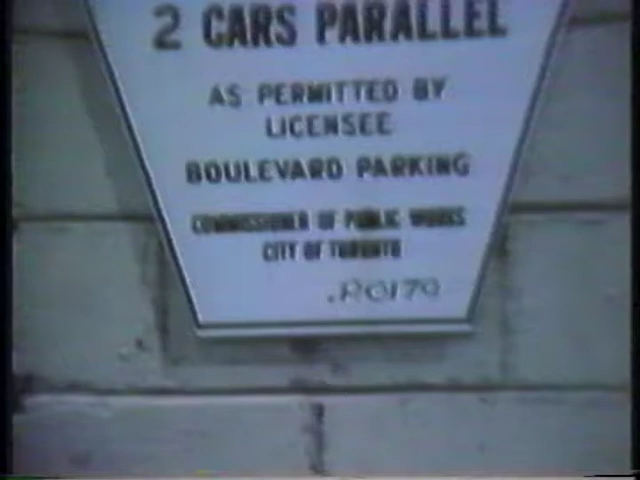 2 CARS PARALLEL
AS PERMITTED BY
LICENSEE
BOULEVARD PARKING
COMMISSIONER OF PUBLIC WORKS
CITY OF TORONTO